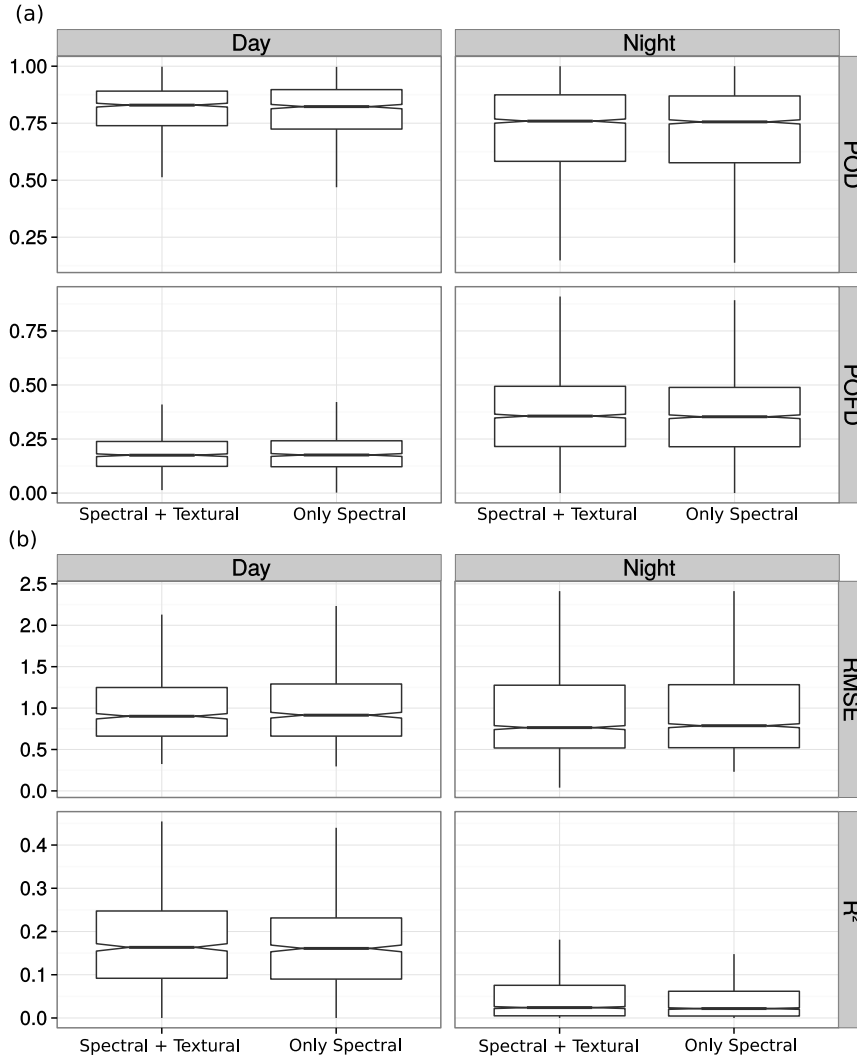 (a)
Day
Night
1.00
0.75
0.50
0.25
POD
0.75
0.50
0.25
0.00
POFD
Spectral + Textural
Only Spectral
Spectral + Textural
Only Spectral
(b)
Day
Night
2.5
2.0
1.5
1.0
0.5
0.0
RMSE
0.4
0.3
0.2
0.1
0.0
R²
Spectral + Textural
Only Spectral
Spectral + Textural
Only Spectral